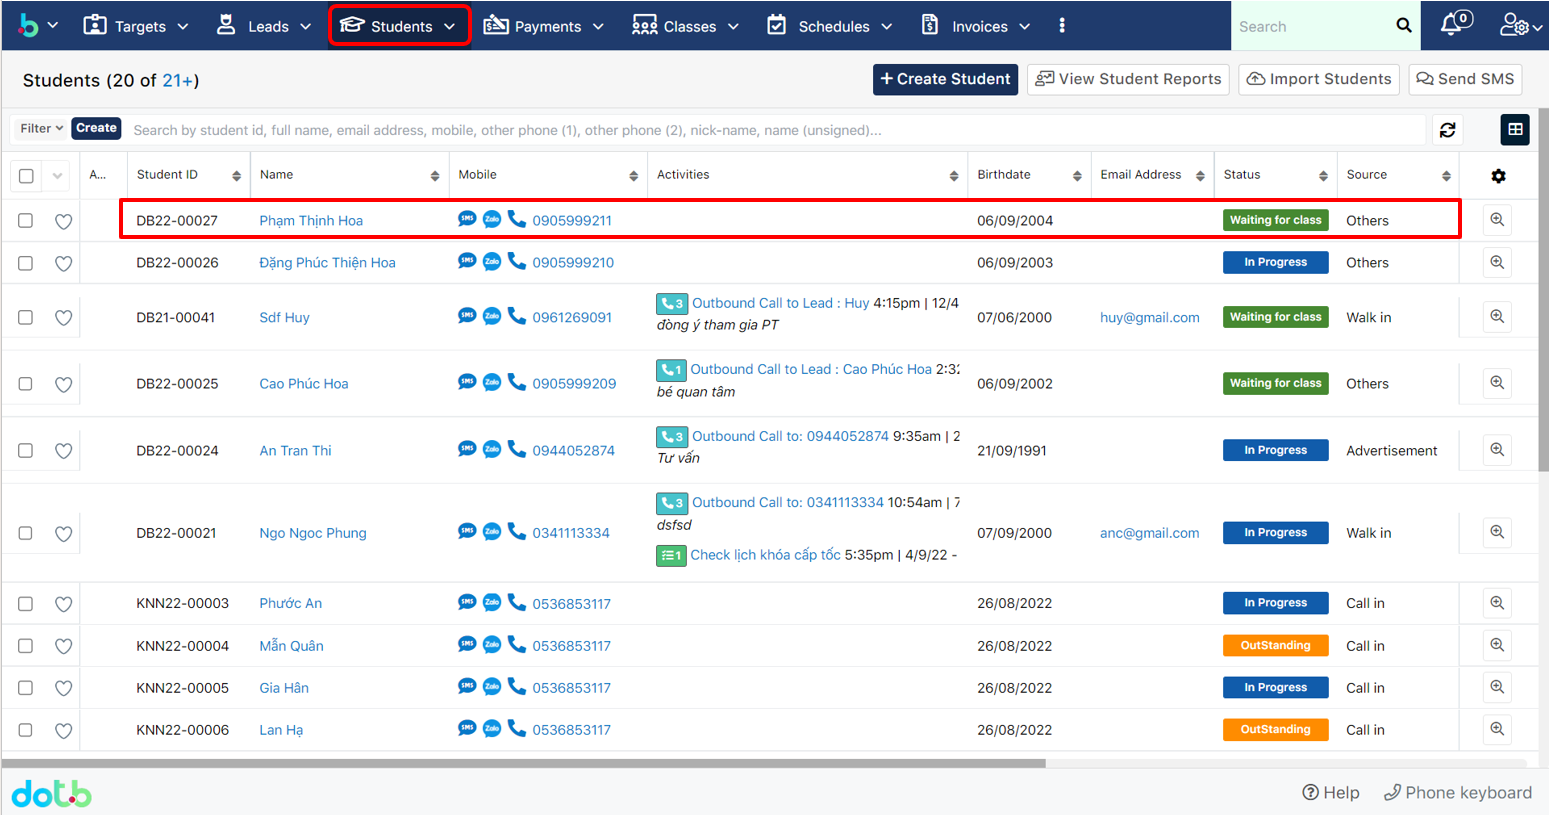 b Targets Leads Students Payments Classes Schedules Invoices Search 0
Students (20 of 21+) + Create Student View Student Reports Import Students Send SMS
Filter Create Search by student id, full name, email address, mobile, other phone (1), other phone (2), nick-name, name (unsigned)...
A... Student ID Name Mobile Activities Birthdate Email Address Status Source
DB22-00027 Phạm Thịnh Hoa SMS Zalo 0905999211 06/09/2004 Waiting for class Others
DB22-00026 Đặng Phúc Thiện Hoa SMS Zalo 0905999210 06/09/2003 In Progress Others
3 Outbound Call to Lead : Huy 4:15pm | 12/4
DB21-00041 Sdf Huy SMS Zalo 0961269091 07/06/2000 huy@gmail.com Waiting for class Walk in
đòng ý tham gia PT
1 Outbound Call to Lead : Cao Phúc Hoa 2:32
DB22-00025 Cao Phúc Hoa SMS Zalo 0905999209 06/09/2002 Waiting for class Others
bé quan tâm
3 Outbound Call to: 0944052874 9:35am | 2
DB22-00024 An Tran Thi SMS Zalo 0944052874 21/09/1991 In Progress Advertisement
Tư vấn
3 Outbound Call to: 0341113334 10:54am | 7
dsfsd
DB22-00021 Ngo Ngoc Phung SMS Zalo 0341113334 07/09/2000 anc@gmail.com In Progress Walk in
1 Check lịch khóa cấp tốc 5:35pm | 4/9/22 -
KNN22-00003 Phước An SMS Zalo 0536853117 26/08/2022 In Progress Call in
KNN22-00004 Mẫn Quân SMS Zalo 0536853117 26/08/2022 OutStanding Call in
KNN22-00005 Gia Hân SMS Zalo 0536853117 26/08/2022 In Progress Call in
KNN22-00006 Lan Hạ SMS Zalo 0536853117 26/08/2022 OutStanding Call in
dot.b Help Phone keyboard